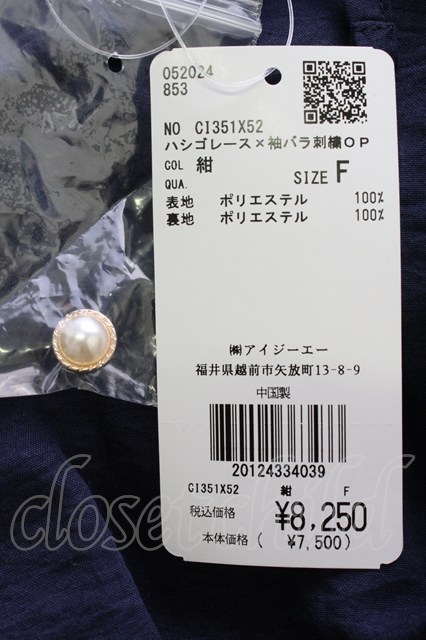 052024
853
NO CI351X52
ハシゴレース×袖バラ刺繍OP
COL 紺
QUA. SIZE F
表地 ポリエステル 100%
裏地 ポリエステル 100%
㈱アイジーエー
福井県越前市矢放町13-8-9
中国製
20124334039
CI351X52 紺 F
税込価格 ¥8,250
本体価格 ( ¥7,500)
closetchild